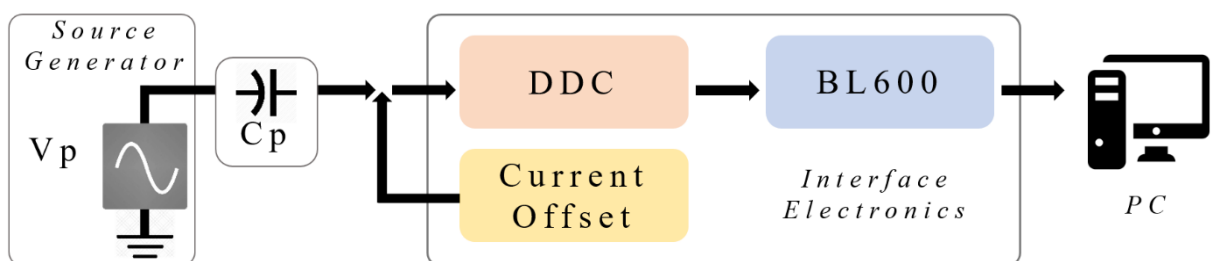 Source
Generator
Vp
Cp
DDC
BL600
Current
Offset
Interface
Electronics
PC